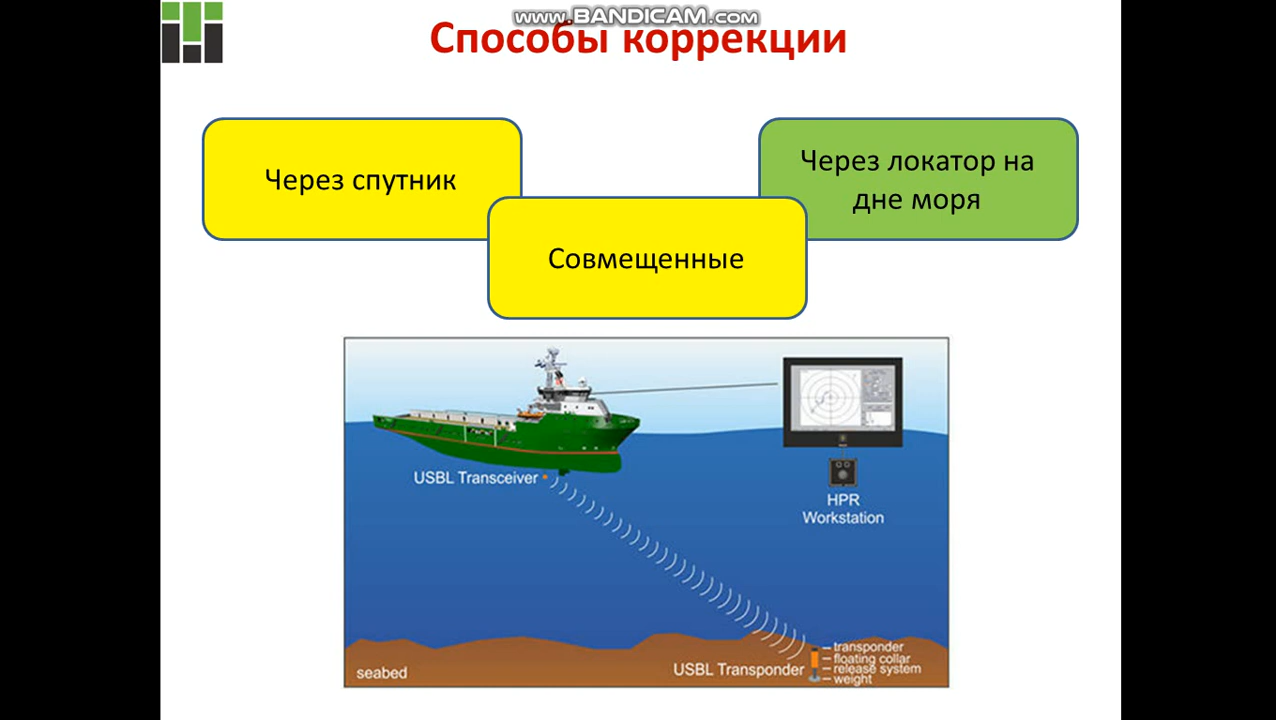 www.BANDICAM.com
Способы коррекции
Через спутник
Через локатор на
дне моря
Совмещенные
USBL Transceiver
HPR
Workstation
transponder
floating collar
release system
weight
USBL Transponder
seabed